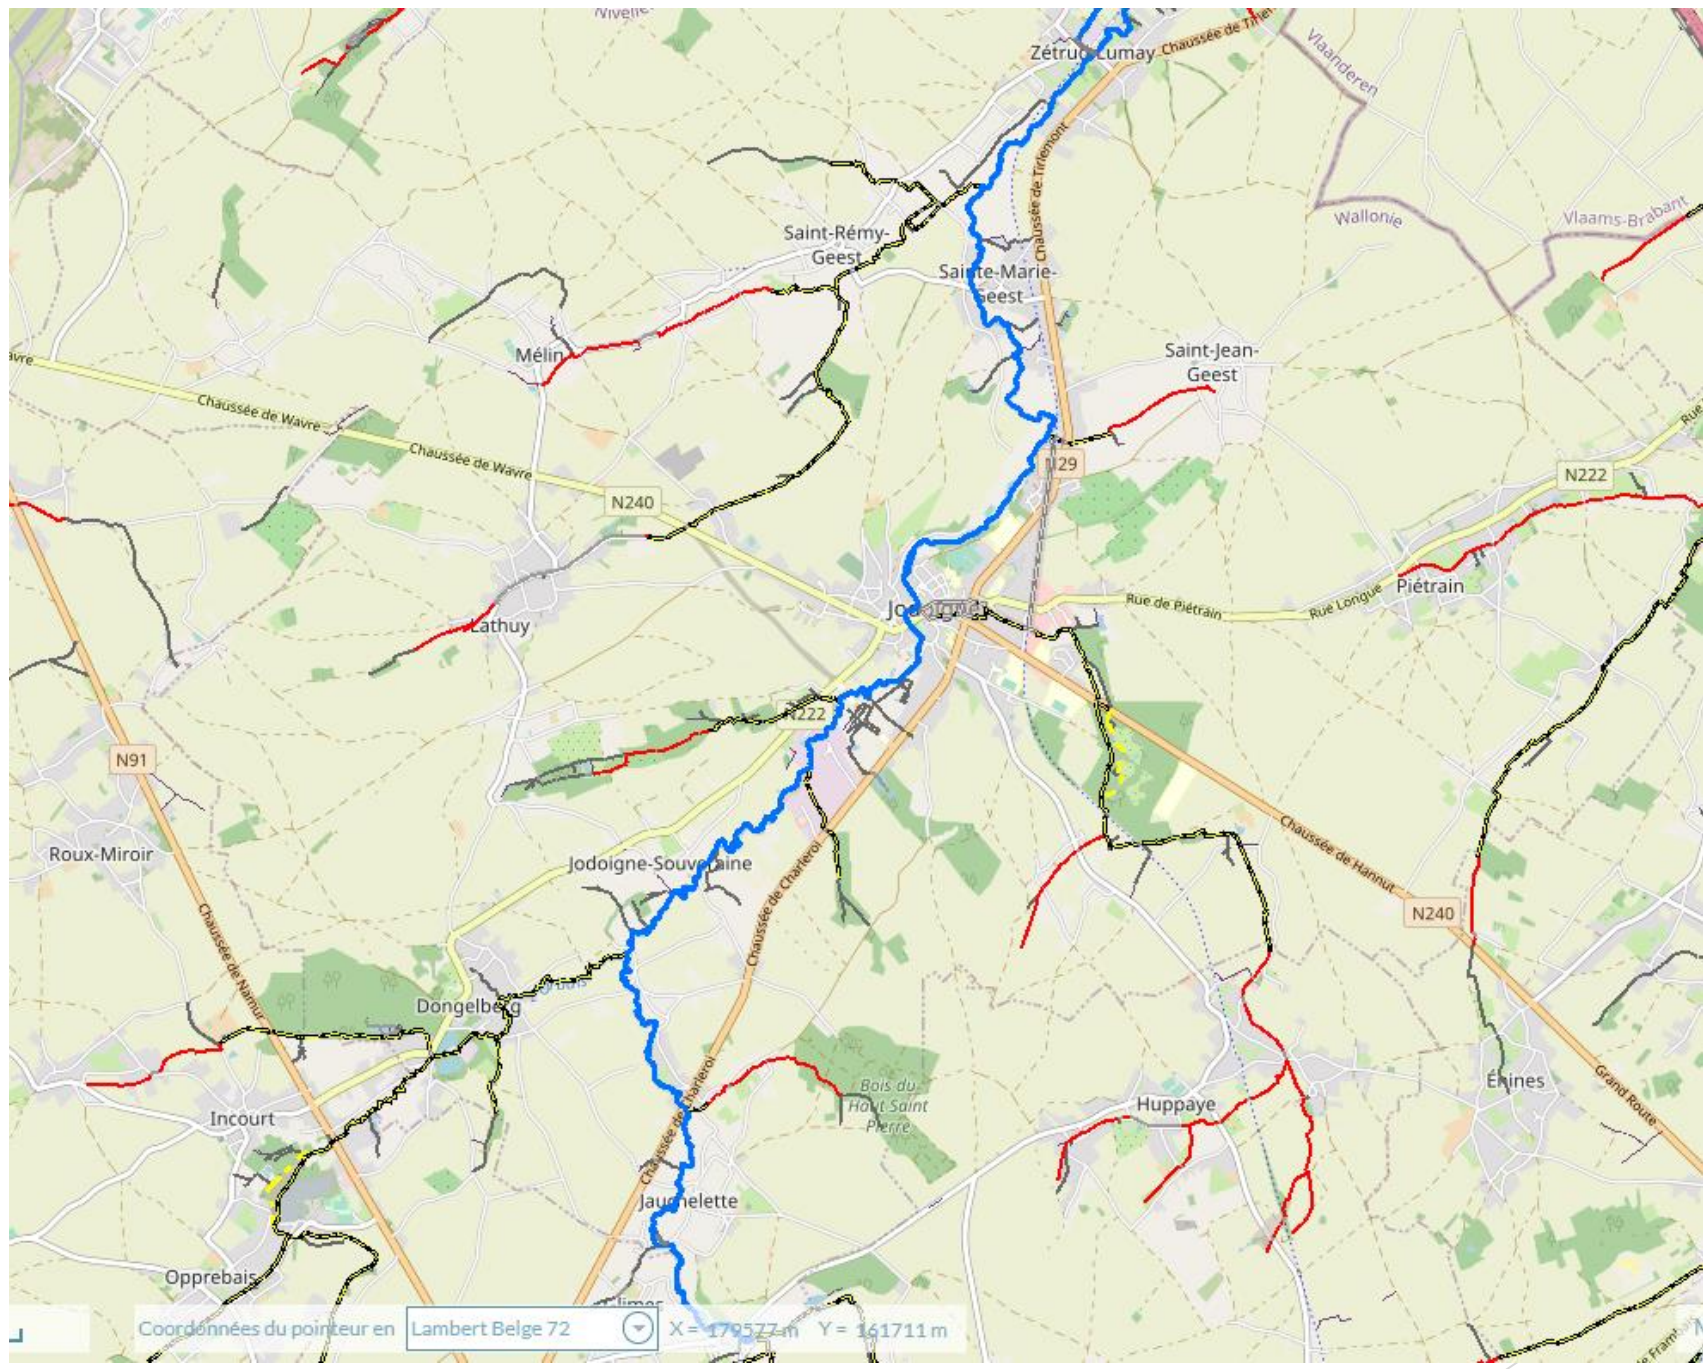 Zétrud-Lumay
Chaussée de Tirlemont
Vlaanderen
Wallonie
Vlaams-Brabant
Saint-Rémy-
Geest
Sainte-Marie-
Geest
Chaussée de Tirlemont
Mélin
Saint-Jean-
Geest
Chaussée de Wavre
Chaussée de Wavre
N240
N29
N222
Lathuy
Jodoigne
Rue de Piétrain
Rue Longue
Piétrain
N222
N91
Roux-Miroir
Jodoigne-Souveraine
Chaussée de Charleroi
Chaussée de Hannut
N240
Chaussée de Namur
Dongelberg
Incourt
Chaussée de Charleroi
Bois du
Haut Saint
Pierre
Huppaye
Énines
Grand Route
Jauchelette
Opprebais
Coordonnées du pointeur en Lambert Belge 72 X = 179577 m Y = 161711 m